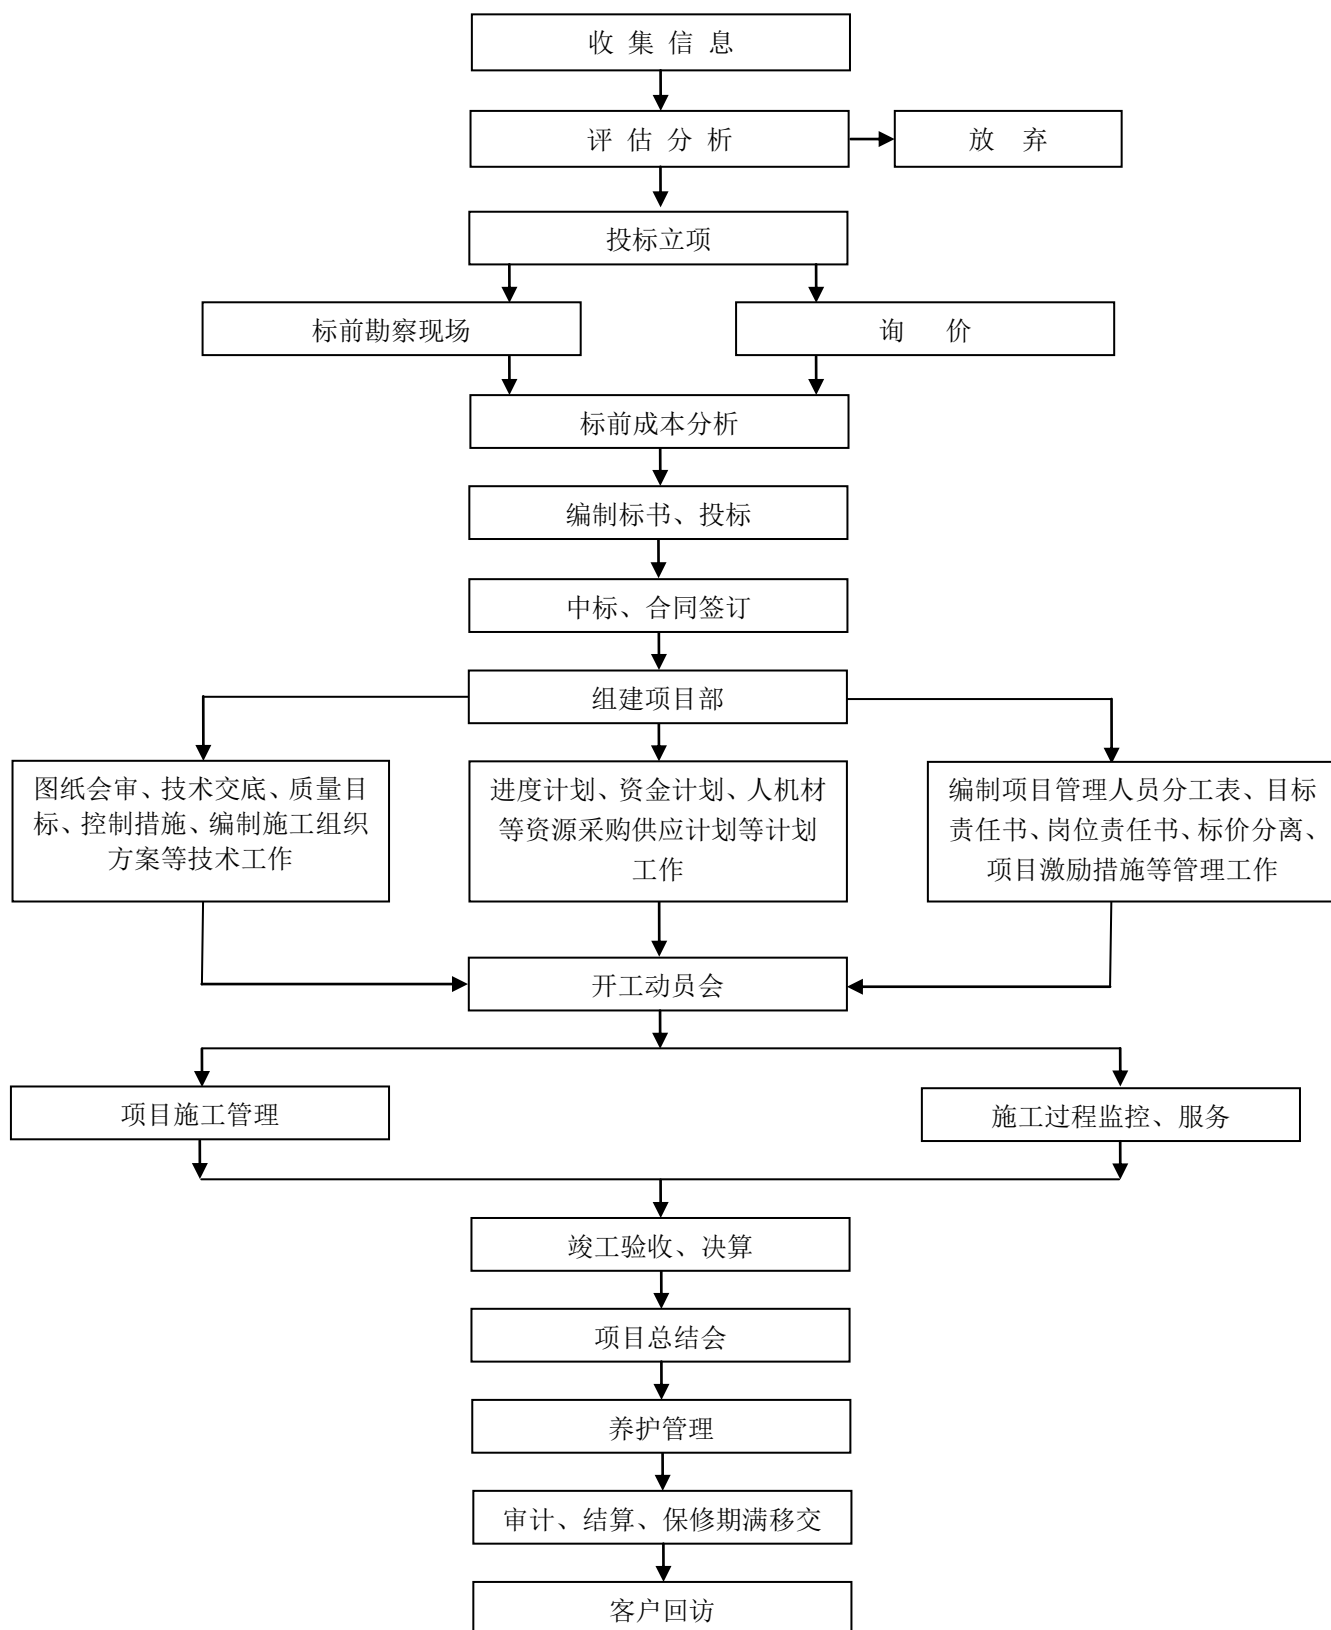 收 集 信 息
评 估 分 析
放 弃
投标立项
标前勘察现场
询 价
标前成本分析
编制标书、投标
中标、合同签订
组建项目部
图纸会审、技术交底、质量目
标、控制措施、编制施工组织
方案等技术工作
进度计划、资金计划、人机材
等资源采购供应计划等计划
工作
编制项目管理人员分工表、目标
责任书、岗位责任书、标价分离、
项目激励措施等管理工作
开工动员会
项目施工管理
施工过程监控、服务
竣工验收、决算
项目总结会
养护管理
审计、结算、保修期满移交
客户回访